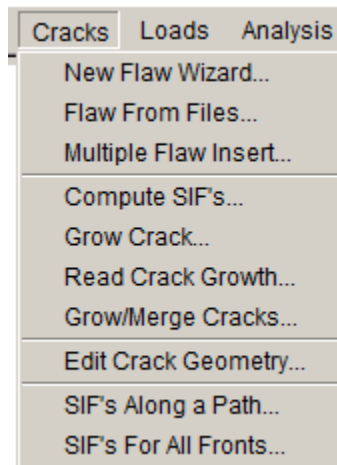 Cracks Loads Analysis
New Flaw Wizard...
Flaw From Files...
Multiple Flaw Insert...
Compute SIF's...
Grow Crack...
Read Crack Growth...
Grow/Merge Cracks...
Edit Crack Geometry...
SIF's Along a Path...
SIF's For All Fronts...